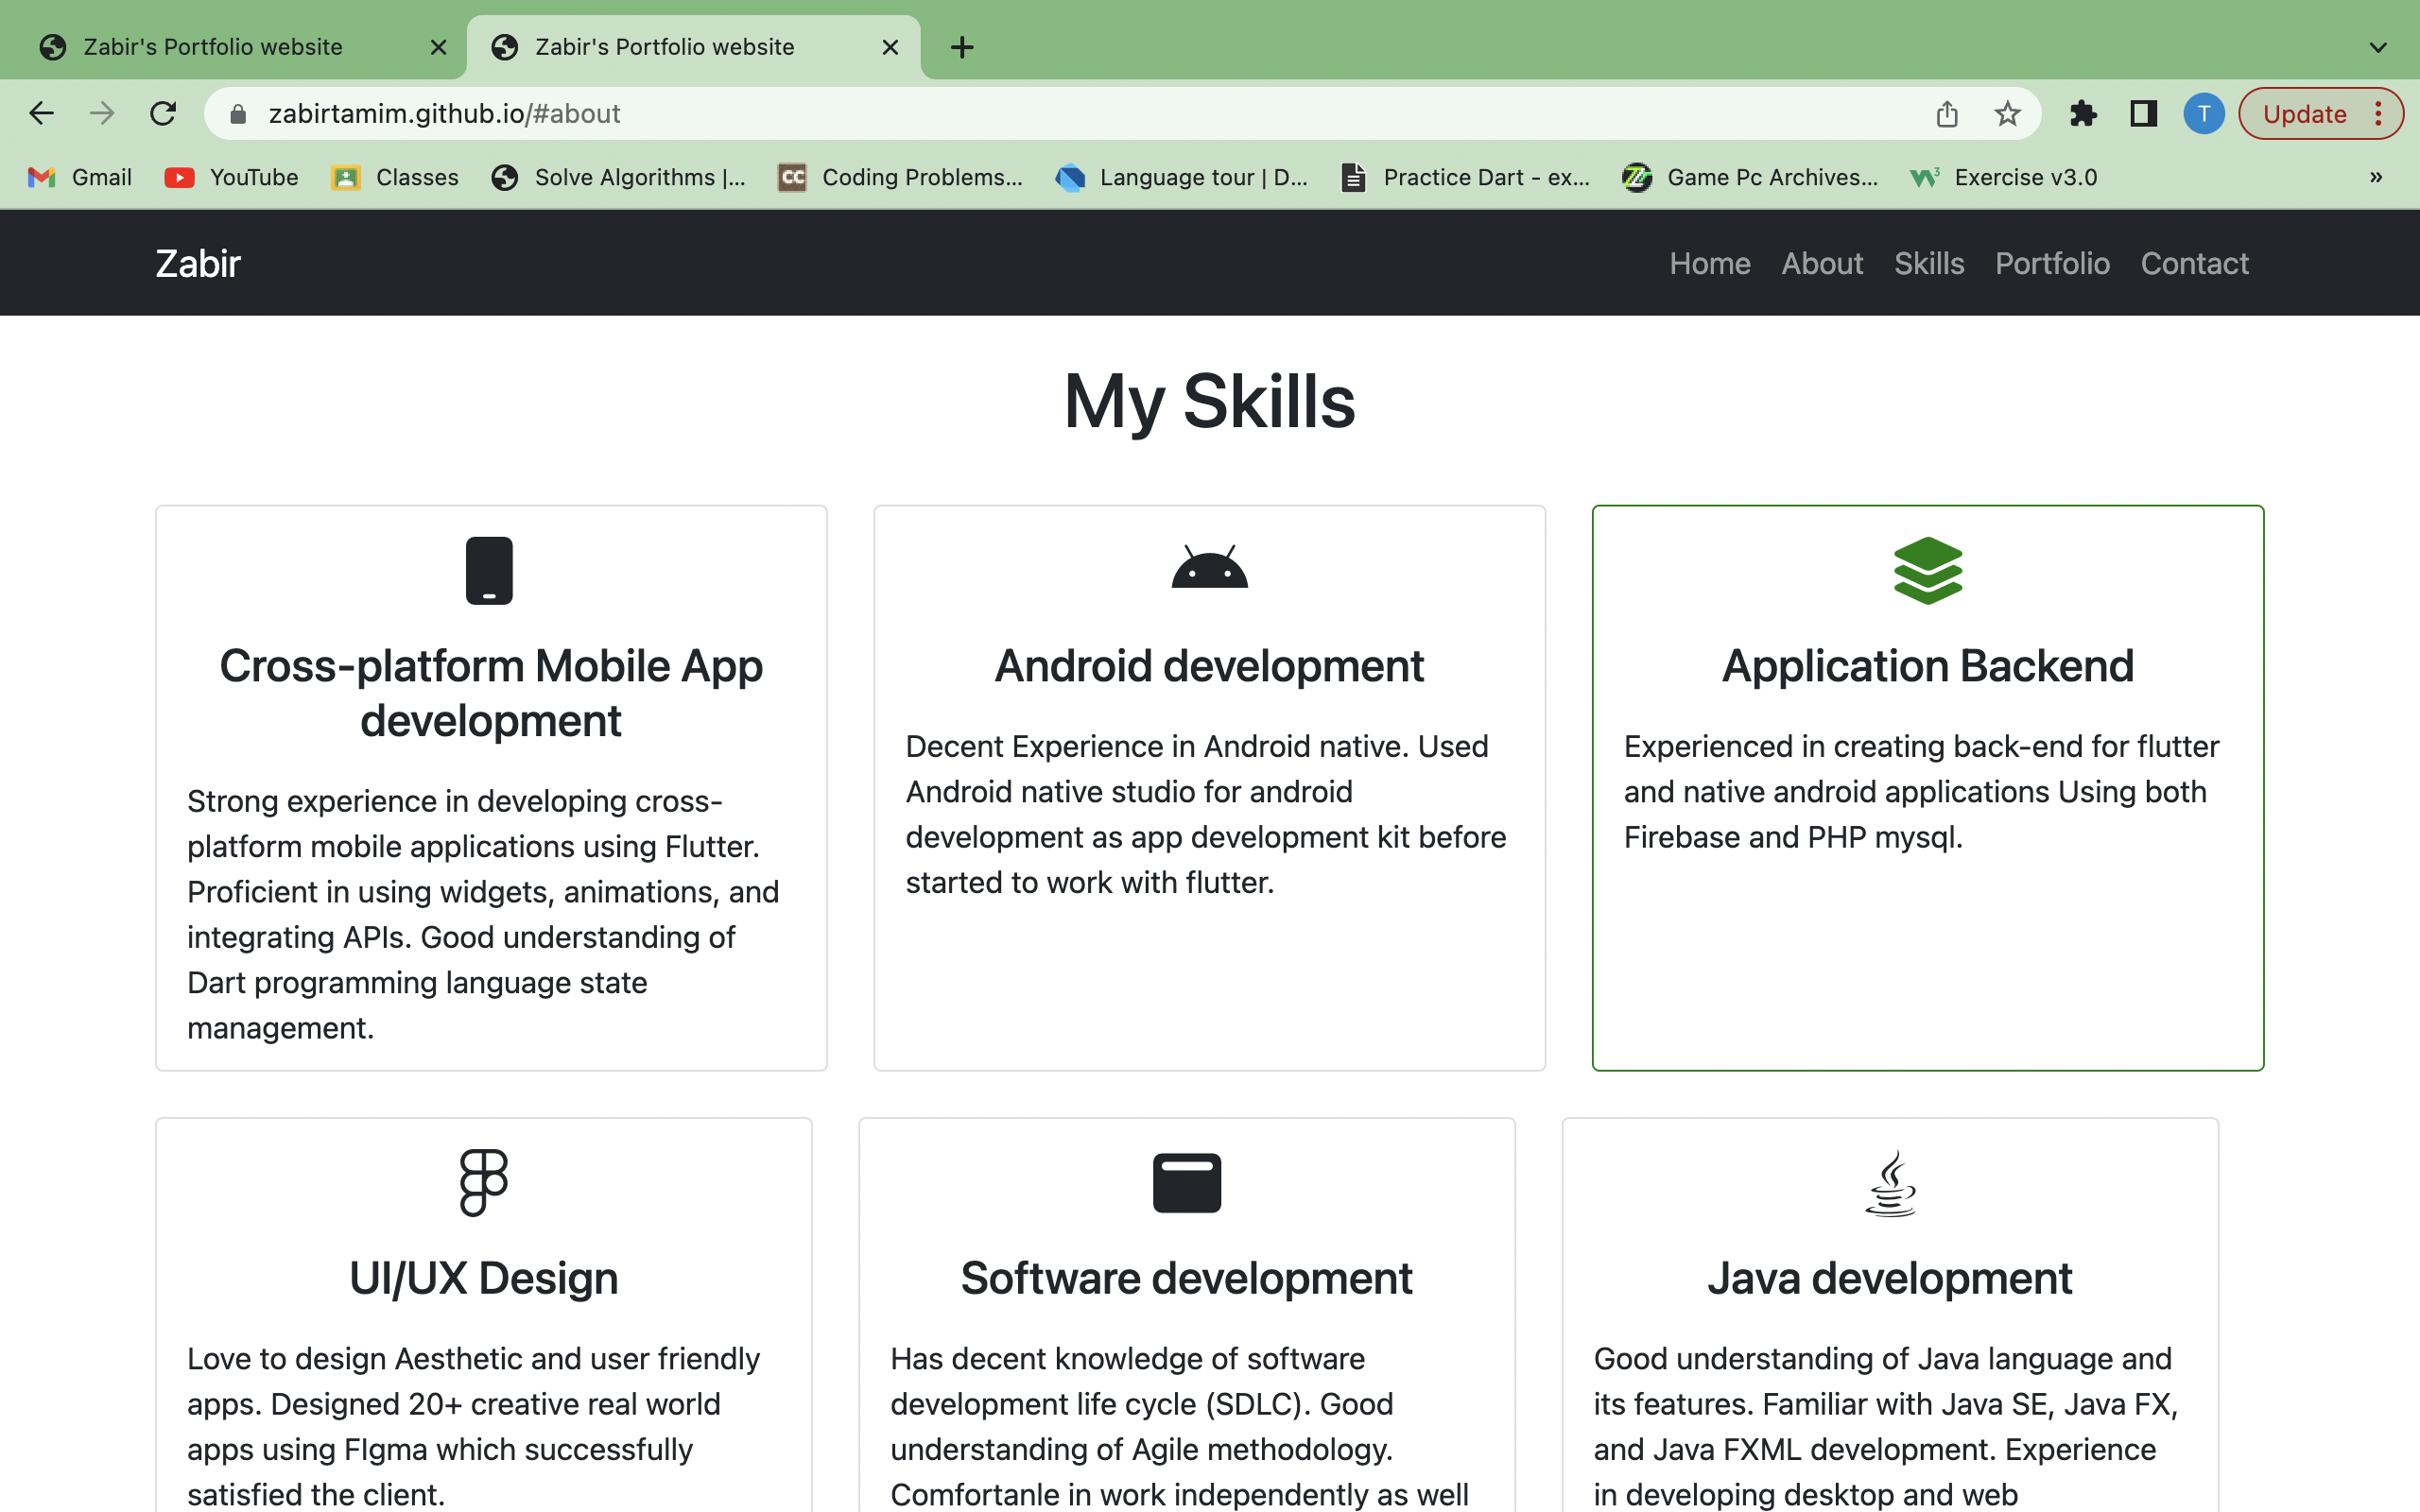 Zabir's Portfolio website
Zabir's Portfolio website
zabirtamim.github.io/#about
T
Update
Gmail
YouTube
Classes
Solve Algorithms |...
CC
Coding Problems...
Language tour | D...
Practice Dart - ex...
Game Pc Archives...
Exercise v3.0
Zabir
Home
About
Skills
Portfolio
Contact
My Skills
Cross-platform Mobile App
development
Strong experience in developing cross-
platform mobile applications using Flutter.
Proficient in using widgets, animations, and
integrating APIs. Good understanding of
Dart programming language state
management.
Android development
Decent Experience in Android native. Used
Android native studio for android
development as app development kit before
started to work with flutter.
Application Backend
Experienced in creating back-end for flutter
and native android applications Using both
Firebase and PHP mysql.
UI/UX Design
Love to design Aesthetic and user friendly
apps. Designed 20+ creative real world
apps using FIgma which successfully
satisfied the client.
Software development
Has decent knowledge of software
development life cycle (SDLC). Good
understanding of Agile methodology.
Comfortanle in work independently as well
Java development
Good understanding of Java language and
its features. Familiar with Java SE, Java FX,
and Java FXML development. Experience
in developing desktop and web